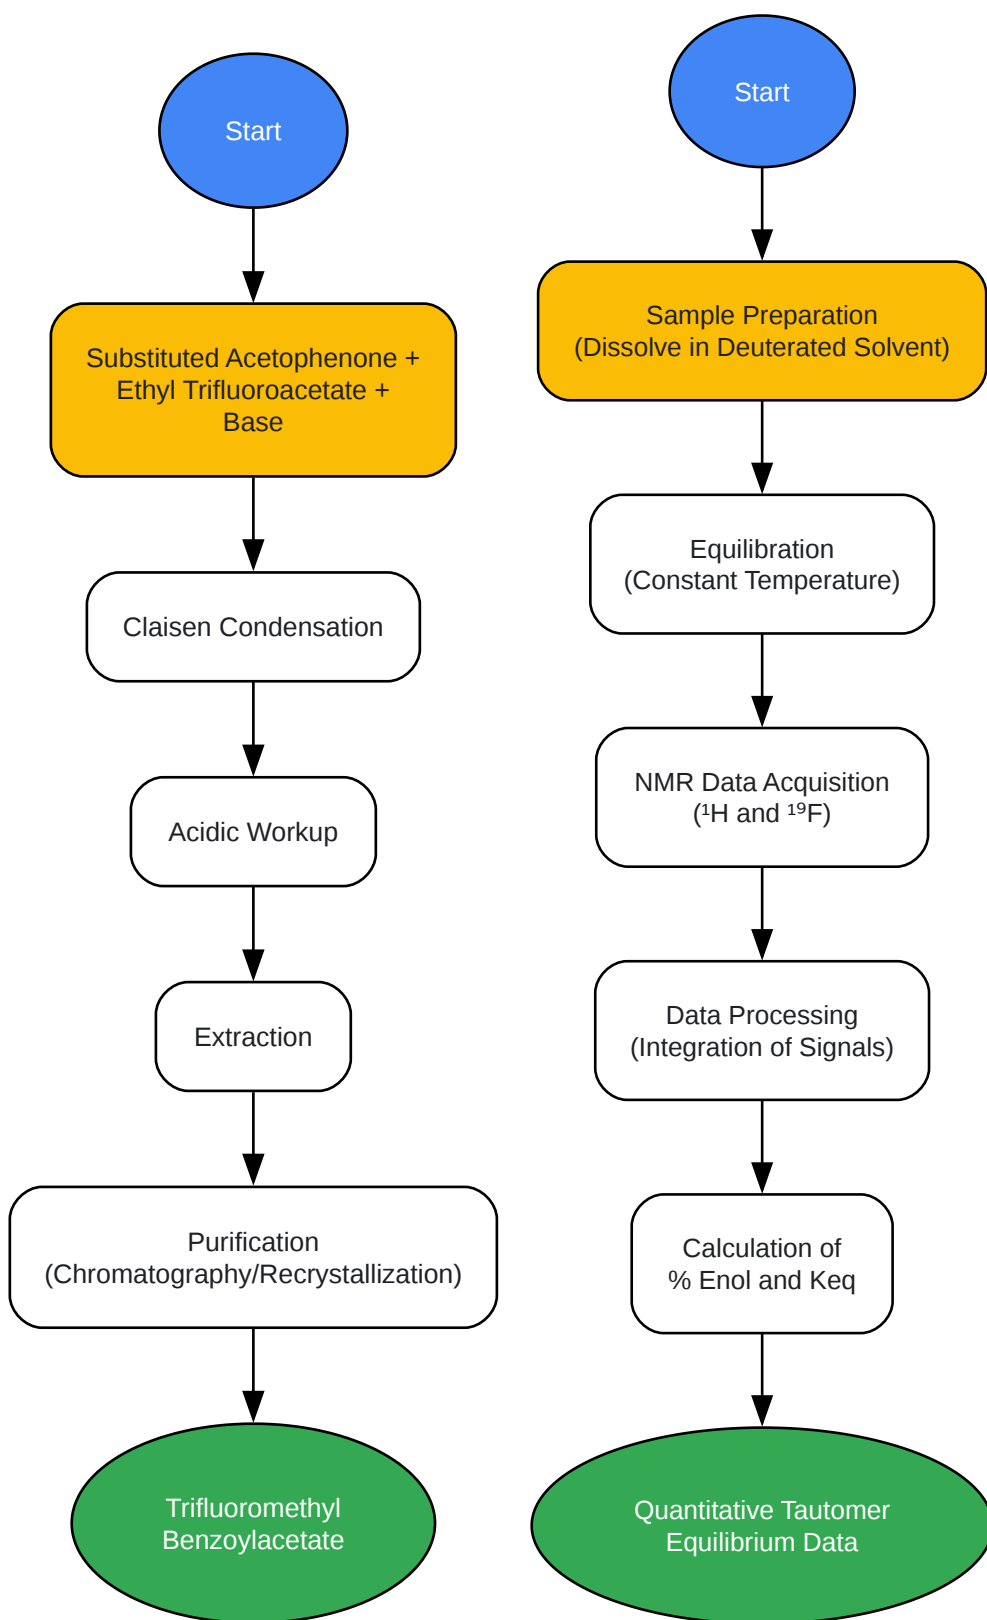 Start
Substituted Acetophenone +
Ethyl Trifluoroacetate +
Base
Claisen Condensation
Acidic Workup
Extraction
Purification
(Chromatography/Recrystallization)
Trifluoromethyl
Benzoylacetate
Start
Sample Preparation
(Dissolve in Deuterated Solvent)
Equilibration
(Constant Temperature)
NMR Data Acquisition
(¹H and ¹⁹F)
Data Processing
(Integration of Signals)
Calculation of
% Enol and Keq
Quantitative Tautomer
Equilibrium Data